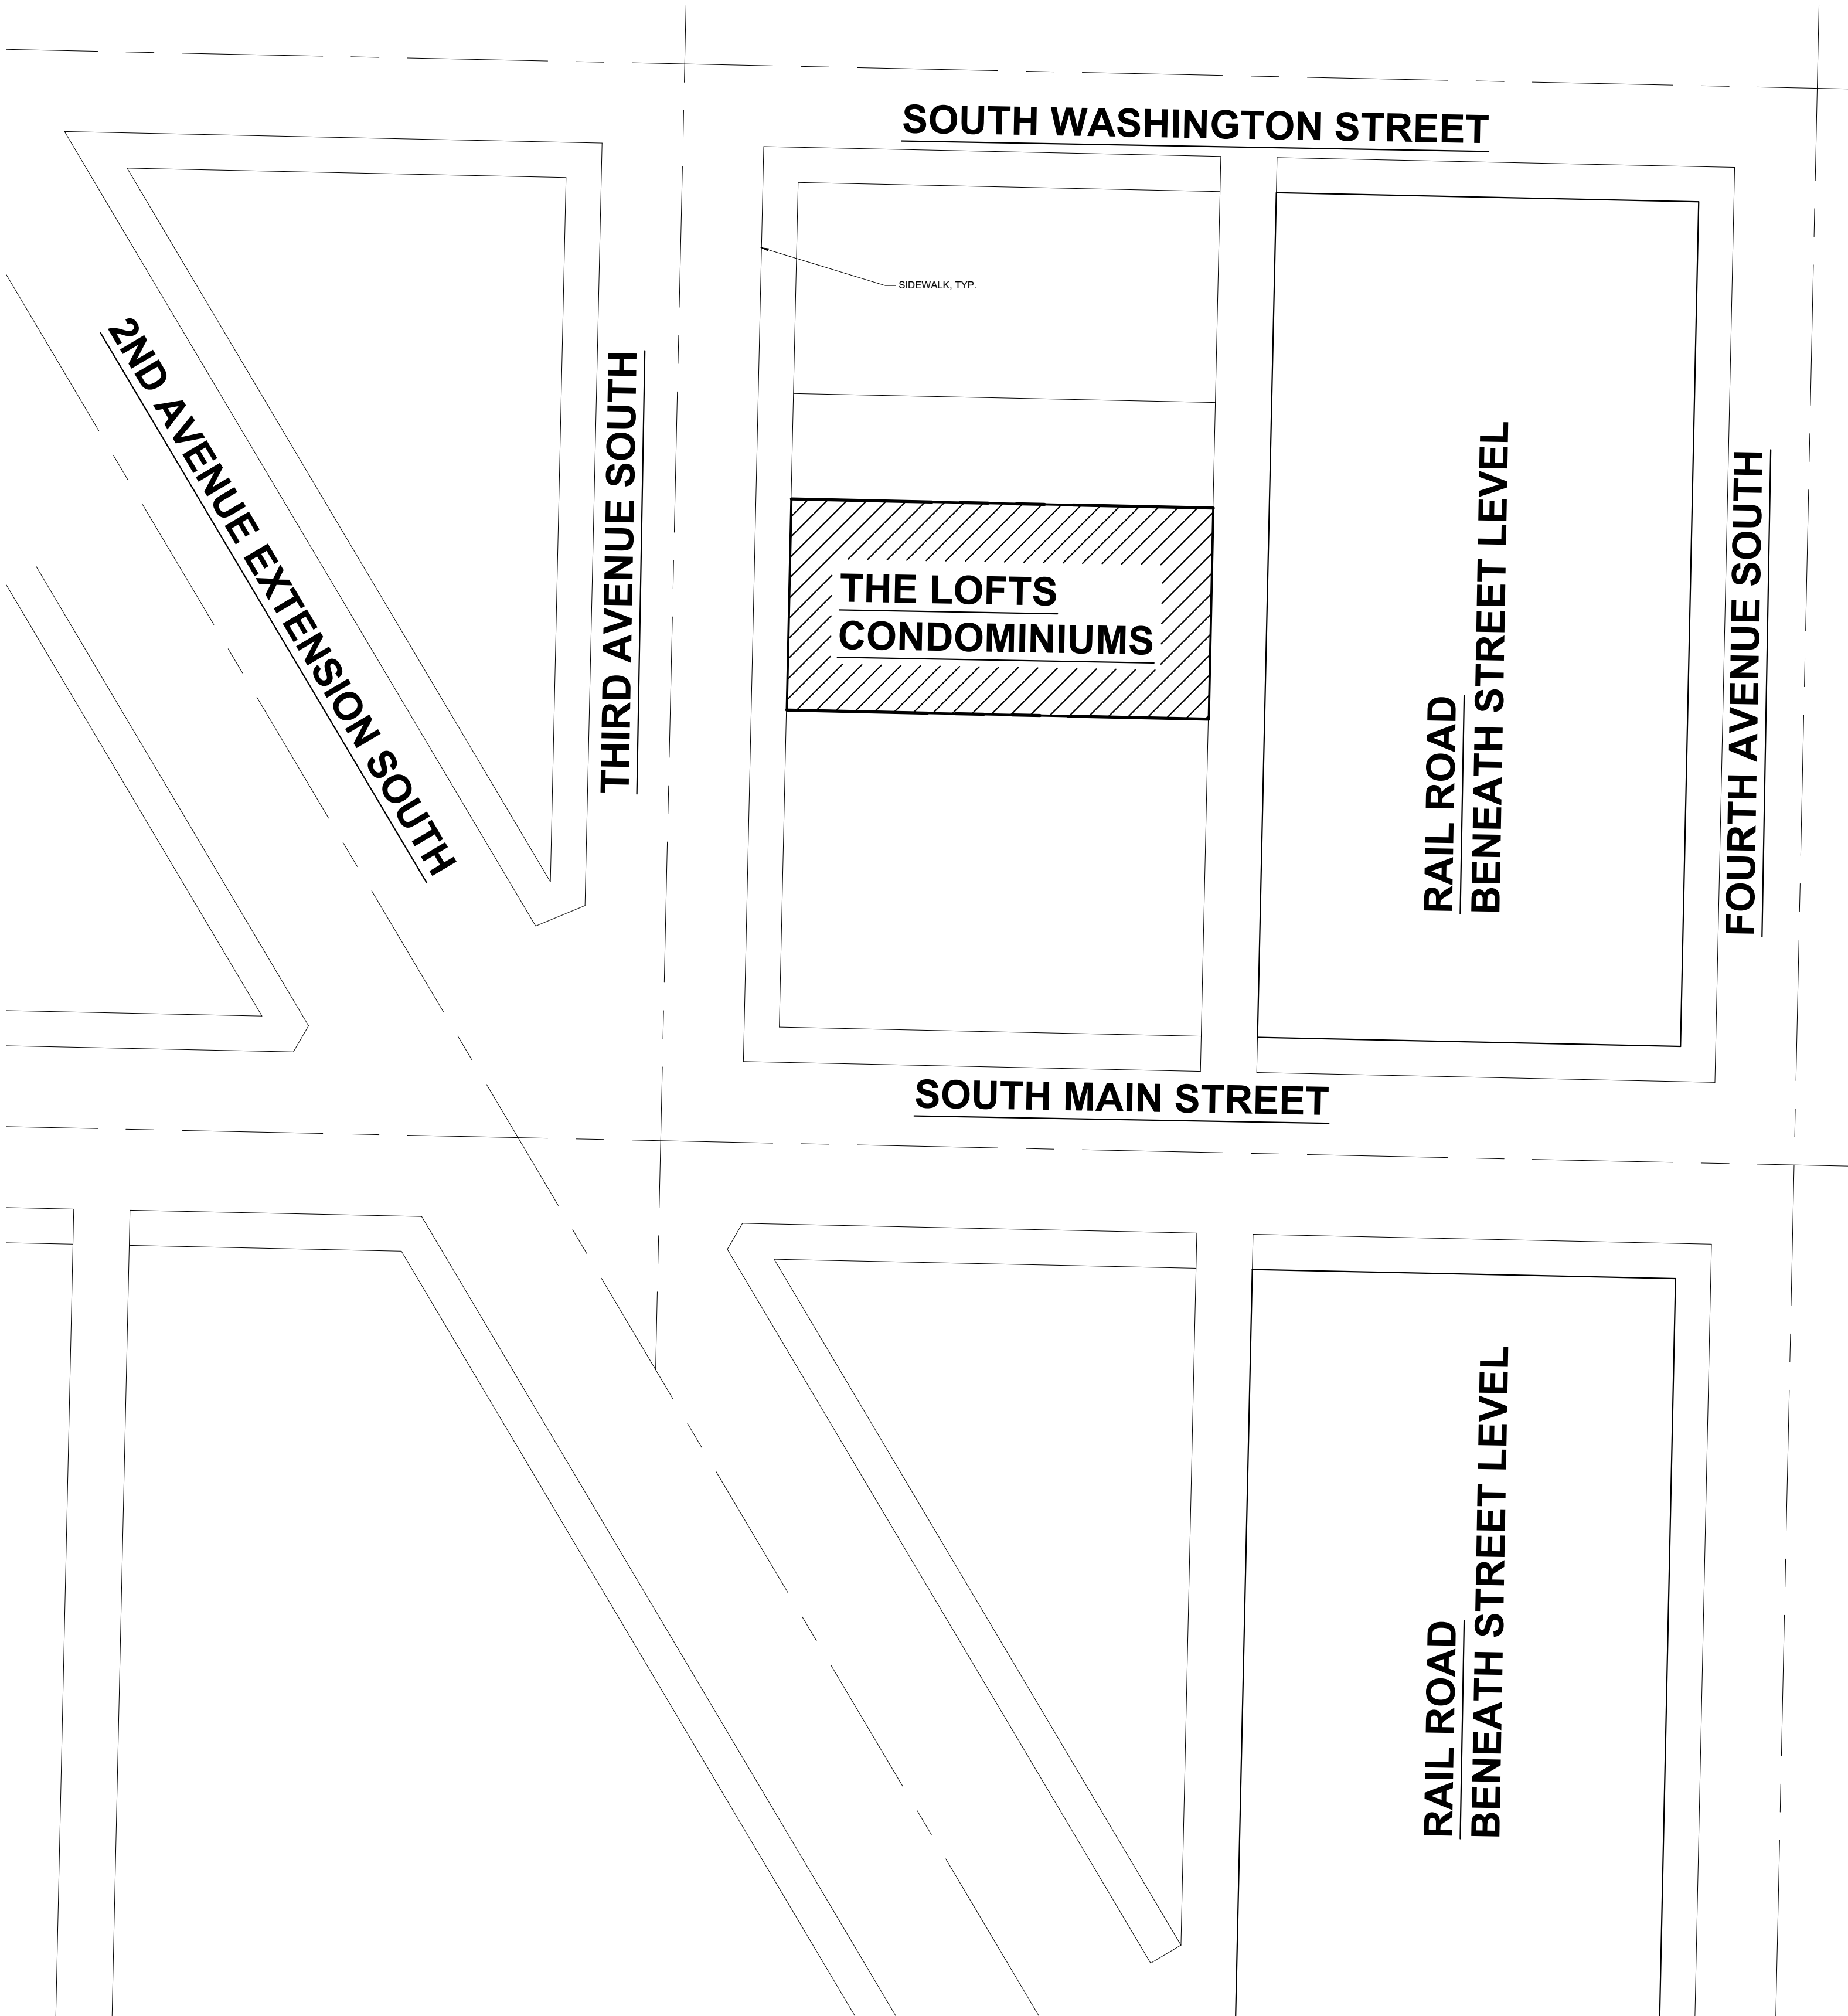 SOUTH WASHINGTON STREET
SIDEWALK, TYP.
2ND AVENUE EXTENSION SOUTH
THIRD AVENUE SOUTH
THE LOFTS
CONDOMINIUMS
RAIL ROAD
BENEATH STREET LEVEL
FOURTH AVENUE SOUTH
SOUTH MAIN STREET
RAIL ROAD
BENEATH STREET LEVEL